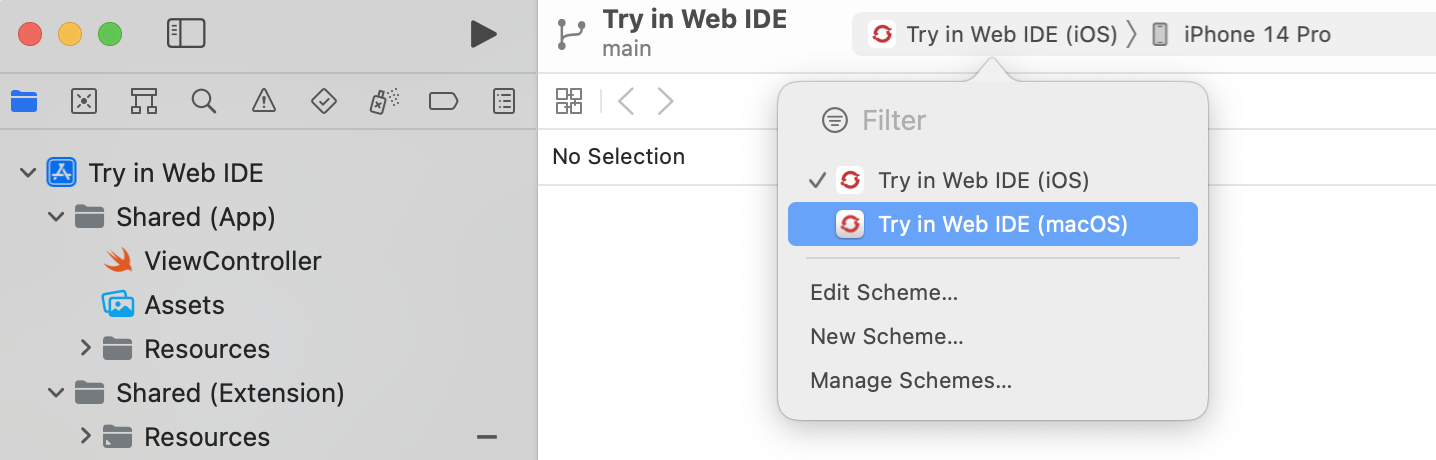 Try in Web IDE
main
Try in Web IDE (iOS)
iPhone 14 Pro
Filter
No Selection
Try in Web IDE (iOS)
Try in Web IDE (macOS)
Edit Scheme...
New Scheme...
Manage Schemes...
Try in Web IDE
Shared (App)
ViewController
Assets
Resources
Shared (Extension)
Resources